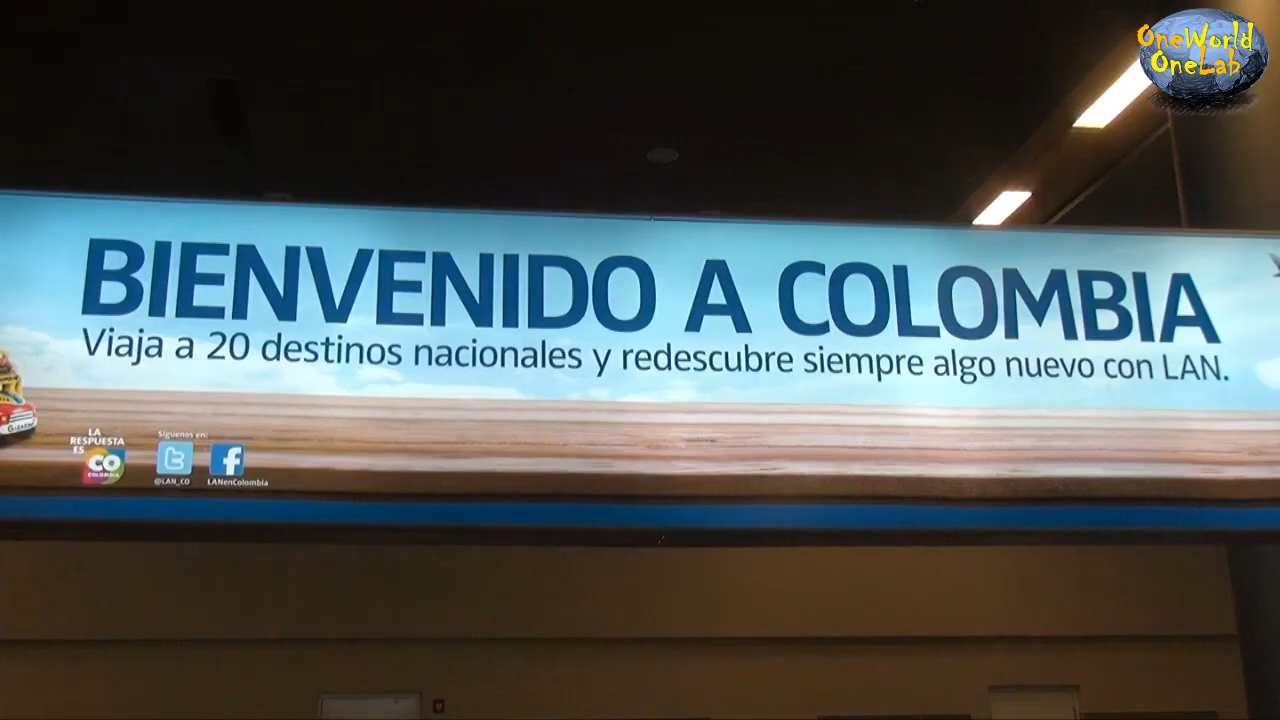 OneWorld
OneLab
BIENVENIDO A COLOMBIA
Viaja a 20 destinos nacionales y redescubre siempre algo nuevo con LAN.
LA
RESPUESTA
ES
CO
COLOMBIA
Síguenos en:
@LAN_CO
LANenColombia